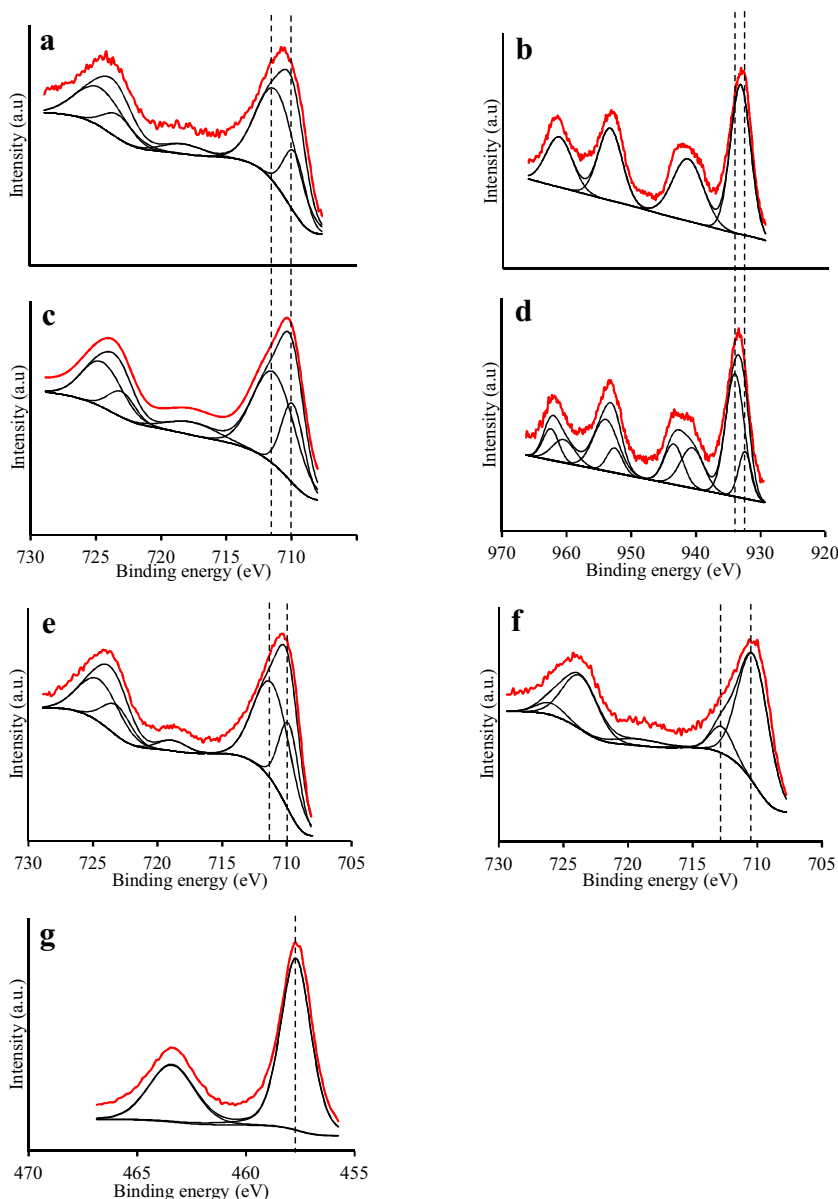 a
b
Intensity (a.u)
Intensity (a.u)
c
d
Intensity (a.u)
Intensity (a.u)
730 725 720 715 710 705
970 960 950 940 930 920
Binding energy (eV)
Binding energy (eV)
e
f
Intensity (a.u.)
Intensity (a.u.)
730 725 720 715 710 705
730 725 720 715 710 705
Binding energy (eV)
Binding energy (eV)
g
Intensity (a.u.)
470 465 460 455
Binding energy (eV)